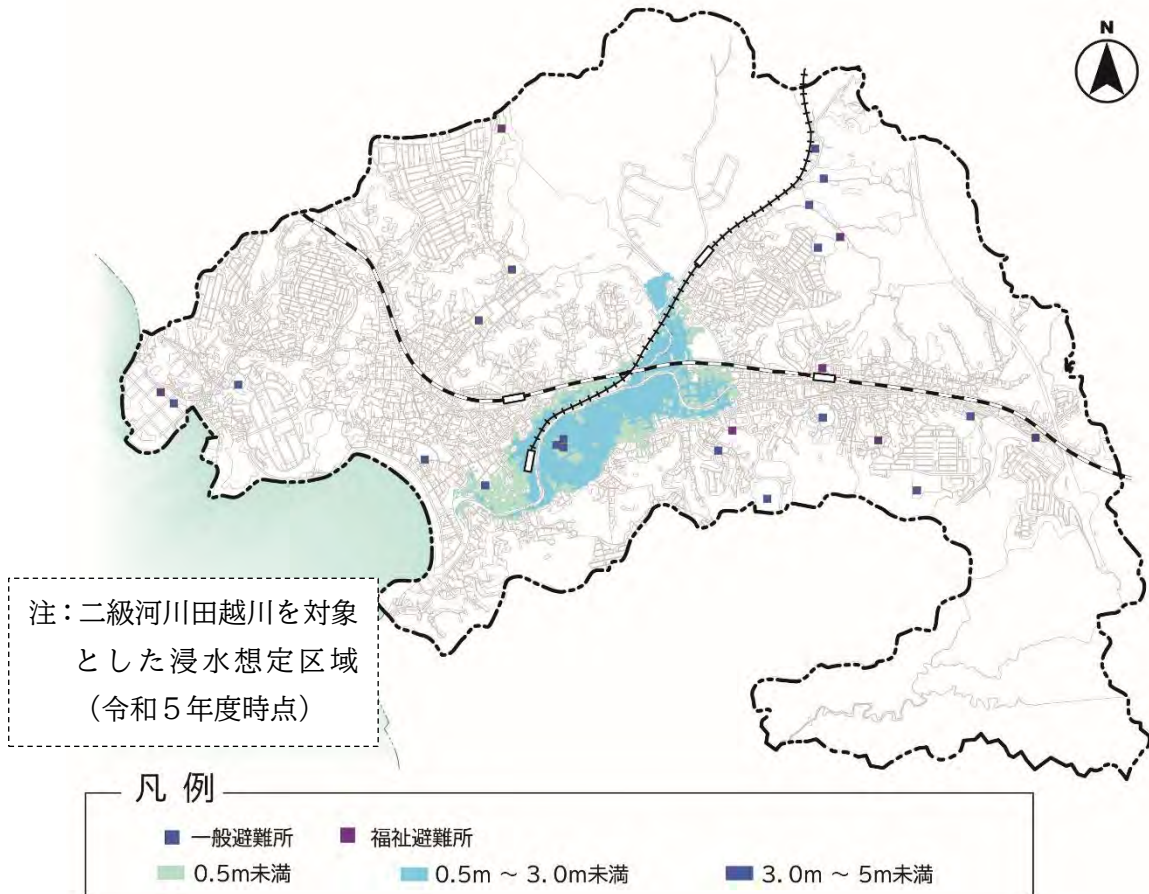 N
注：二級河川田越川を対象
とした浸水想定区域
（令和５年度時点）
凡 例
一般避難所 福祉避難所
0.5m未満 0.5m ～ 3.0m未満 3.0m ～ 5m未満